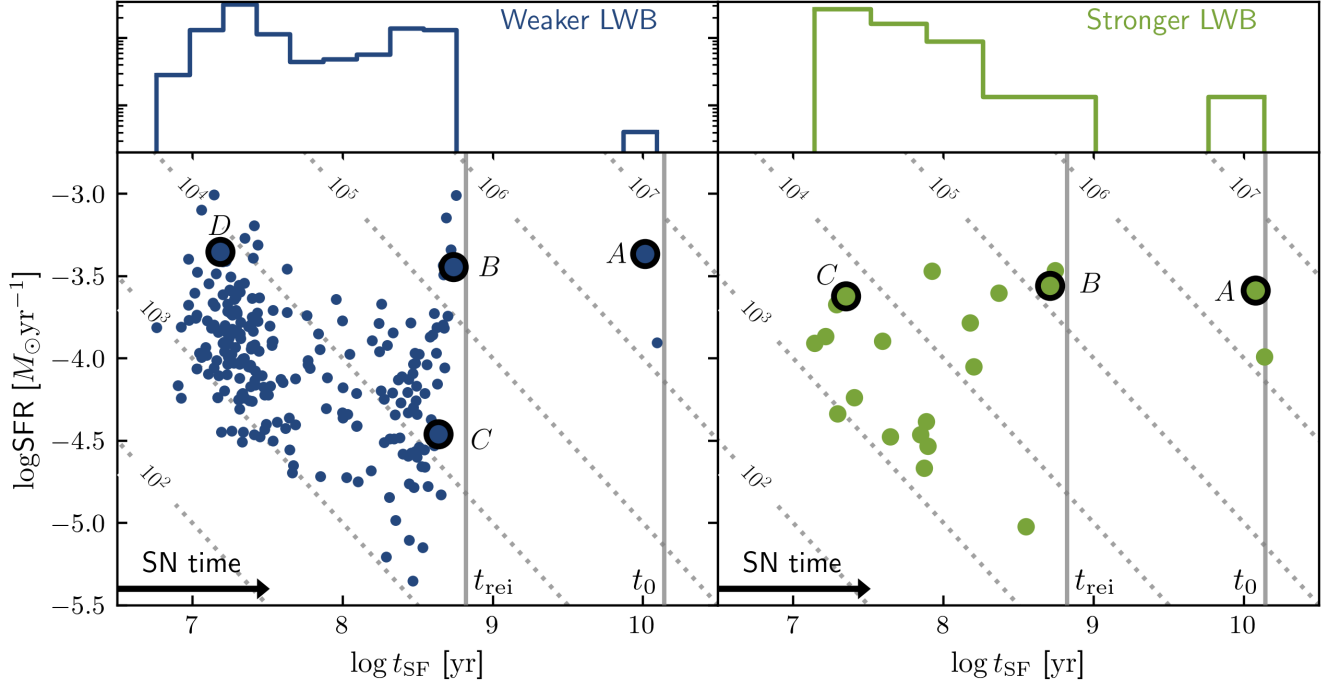 Weaker LWB
Stronger LWB
10⁴ 10⁵ 10⁶ 10⁷
10³
10²
D
B
A
C
SN time
t_rei
t₀
10⁴ 10⁵ 10⁶ 10⁷
10³
10²
C
B
A
SN time
t_rei
t₀
−3.0
−3.5
−4.0
−4.5
−5.0
−5.5
logSFR [M⊙yr⁻¹]
7 8 9 10
7 8 9 10
log t_SF [yr]
log t_SF [yr]